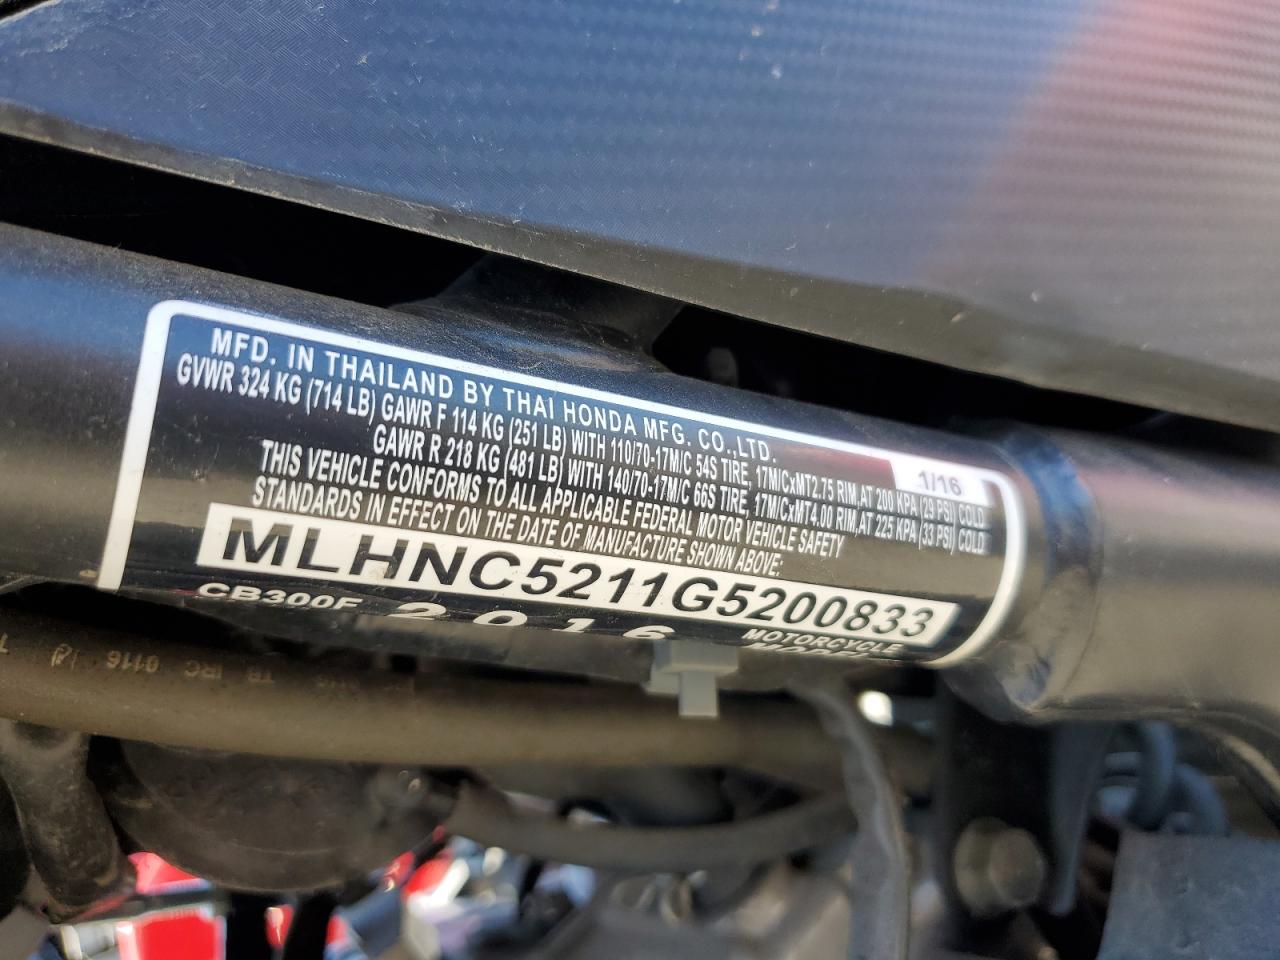 MFD. IN THAILAND BY THAI HONDA MFG. CO.,LTD.
1/16
GVWR 324 KG (714 LB) GAWR F 114 KG (251 LB) WITH 110/70-17M/C 54S TIRE, 17M/CxMT2.75 RIM,AT 200 KPA (29 PSI) COLD
GAWR R 218 KG (481 LB) WITH 140/70-17M/C 66S TIRE, 17M/CxMT4.00 RIM,AT 225 KPA (33 PSI) COLD
THIS VEHICLE CONFORMS TO ALL APPLICABLE FEDERAL MOTOR VEHICLE SAFETY
STANDARDS IN EFFECT ON THE DATE OF MANUFACTURE SHOWN ABOVE:
MLHNC5211G5200833
CB300F 2016 MOTORCYCLE
TB IRC 0116